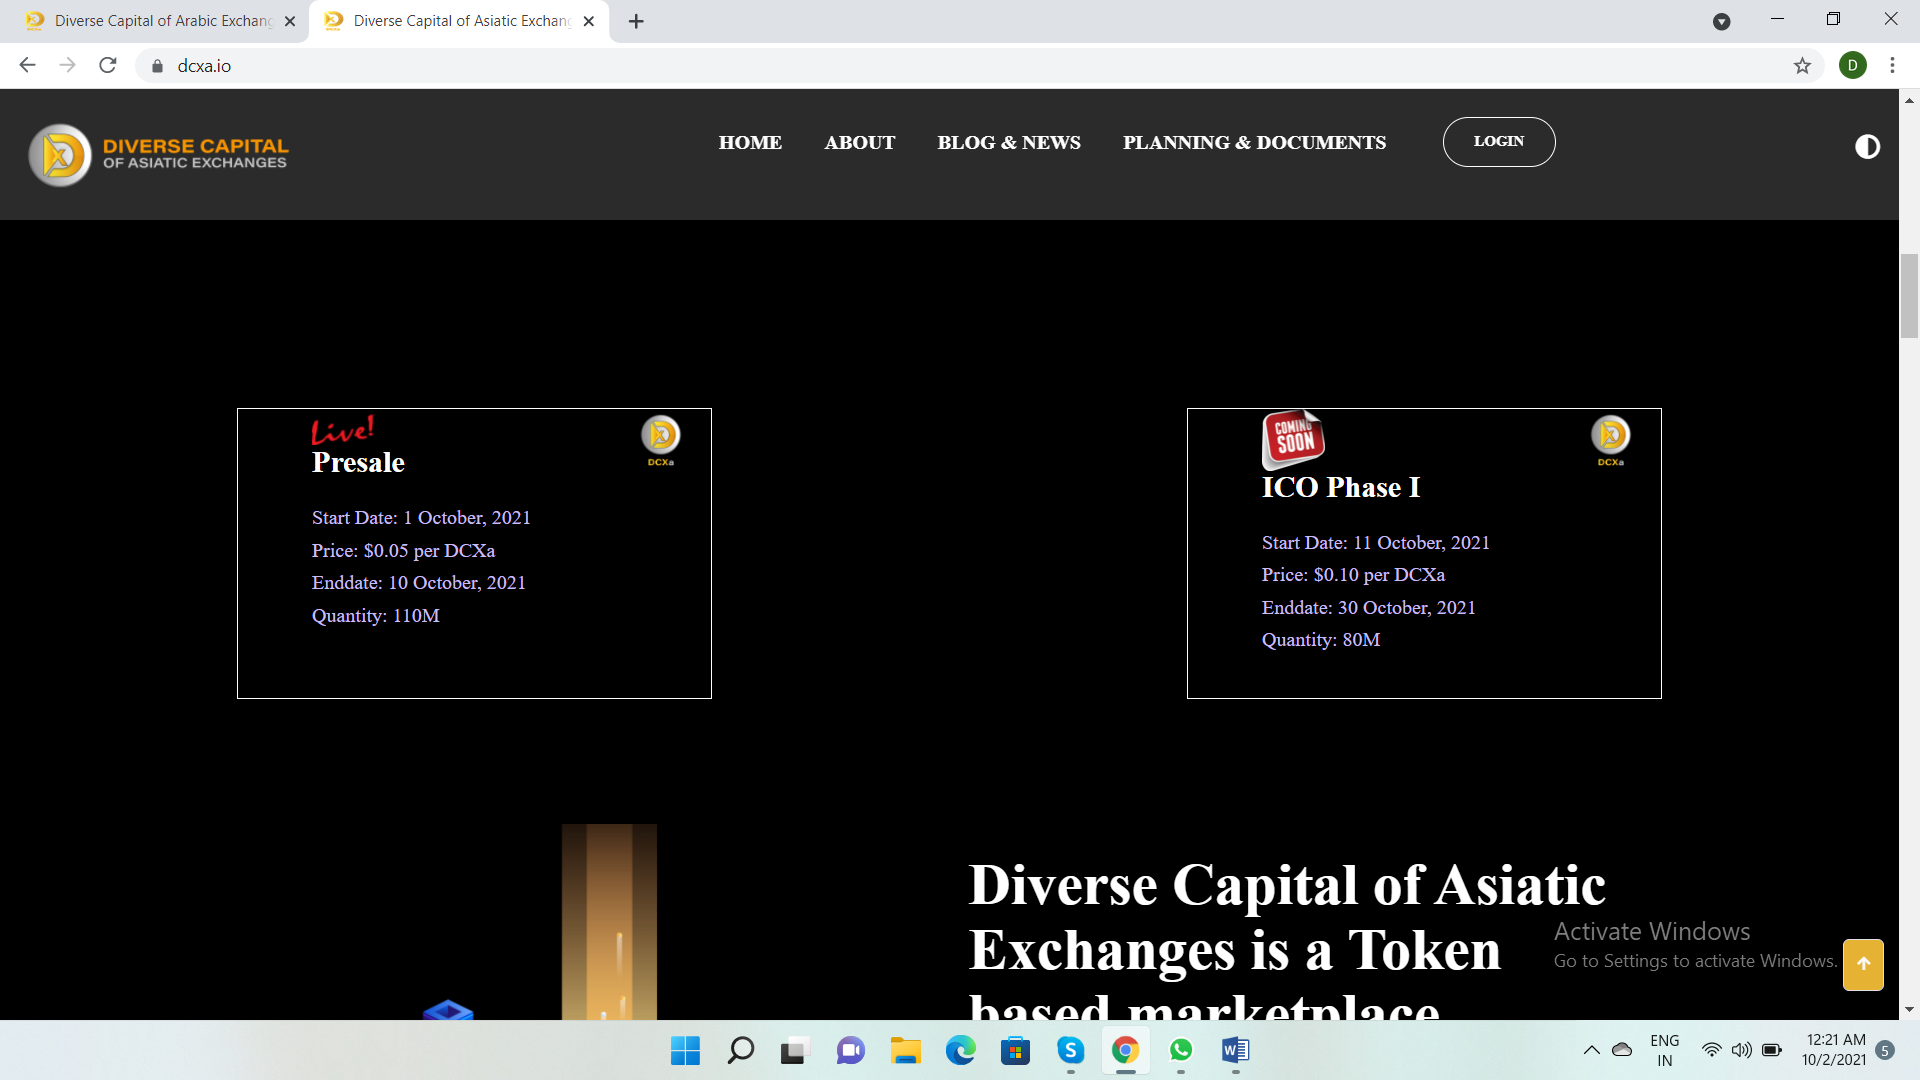 Diverse Capital of Arabic Exchang
Diverse Capital of Asiatic Exchang
dcxa.io
D
DIVERSE CAPITAL
OF ASIATIC EXCHANGES
HOME
ABOUT
BLOG & NEWS
PLANNING & DOCUMENTS
LOGIN
Live!
DCXa
Presale
Start Date: 1 October, 2021
Price: $0.05 per DCXa
Enddate: 10 October, 2021
Quantity: 110M
COMING
SOON
DCXa
ICO Phase I
Start Date: 11 October, 2021
Price: $0.10 per DCXa
Enddate: 30 October, 2021
Quantity: 80M
Diverse Capital of Asiatic
Exchanges is a Token
based marketplace
Activate Windows
Go to Settings to activate Windows.
ENG
IN
12:21 AM
10/2/2021
5